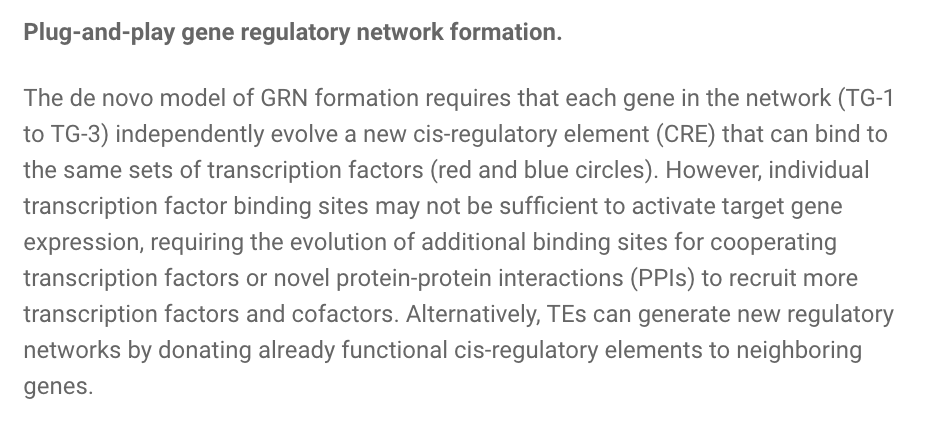 Plug-and-play gene regulatory network formation.
The de novo model of GRN formation requires that each gene in the network (TG-1
to TG-3) independently evolve a new cis-regulatory element (CRE) that can bind to
the same sets of transcription factors (red and blue circles). However, individual
transcription factor binding sites may not be sufficient to activate target gene
expression, requiring the evolution of additional binding sites for cooperating
transcription factors or novel protein-protein interactions (PPIs) to recruit more
transcription factors and cofactors. Alternatively, TEs can generate new regulatory
networks by donating already functional cis-regulatory elements to neighboring
genes.